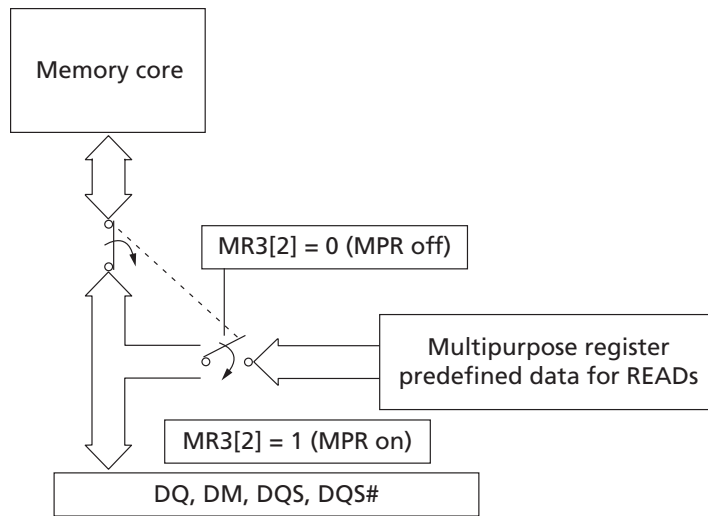 Memory core
MR3[2] = 0 (MPR off)
Multipurpose register
predefined data for READs
MR3[2] = 1 (MPR on)
DQ, DM, DQS, DQS#